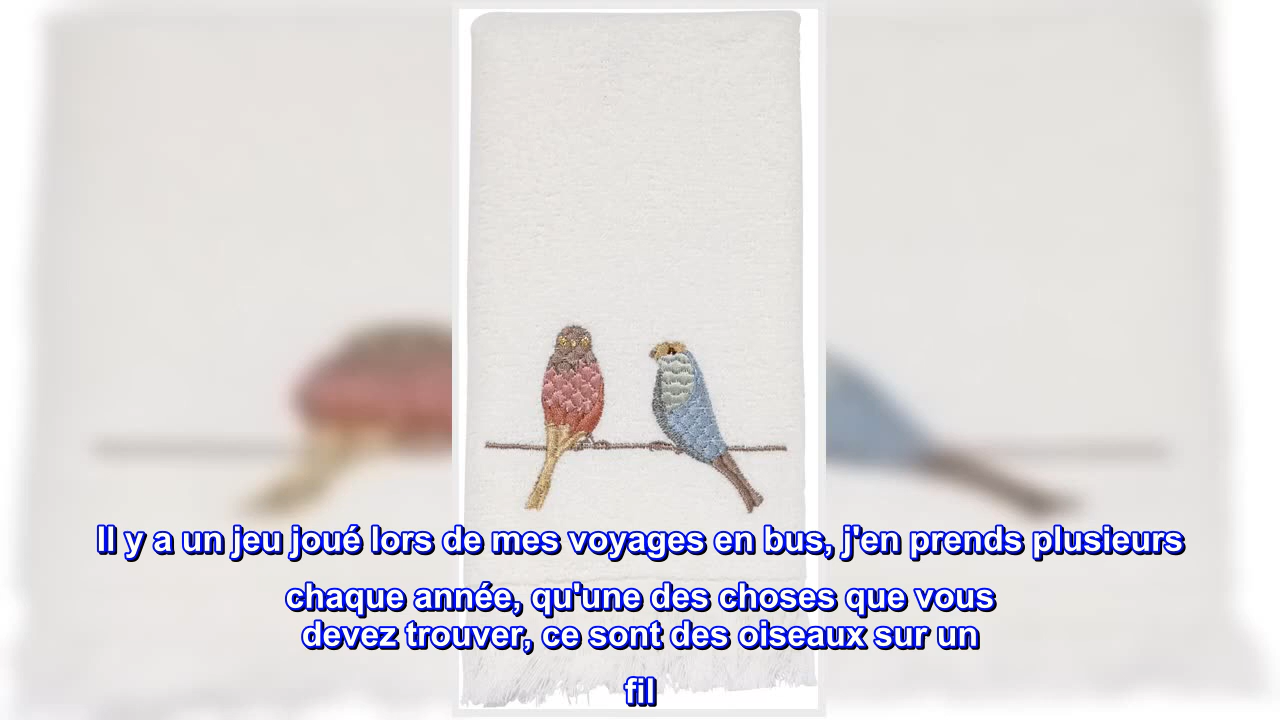 Il y a un jeu joué lors de mes voyages en bus, j'en prends plusieurs
chaque année, qu'une des choses que vous
devez trouver, ce sont des oiseaux sur un
fil